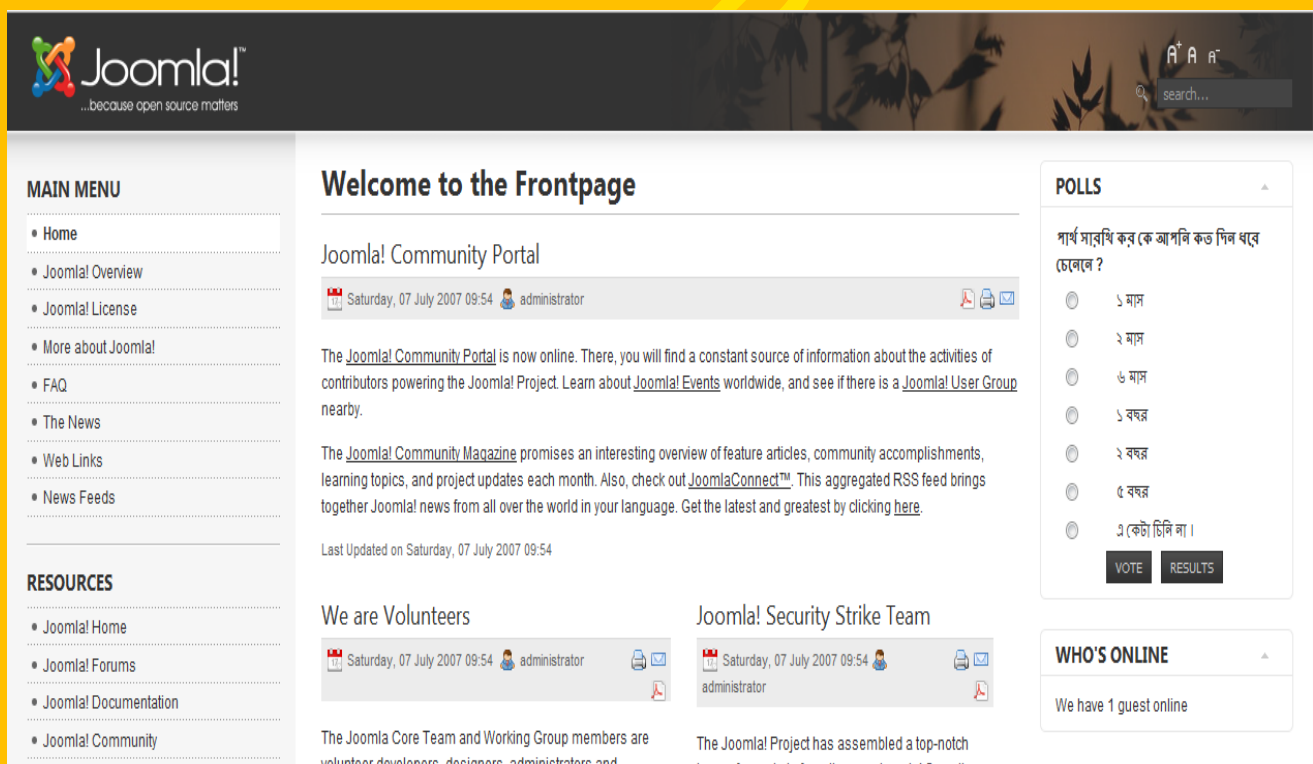 Joomla!™
...because open source matters
A+ A A-
search...
MAIN MENU
Home
Joomla! Overview
Joomla! License
More about Joomla!
FAQ
The News
Web Links
News Feeds
RESOURCES
Joomla! Home
Joomla! Forums
Joomla! Documentation
Joomla! Community
Welcome to the Frontpage
Joomla! Community Portal
Saturday, 07 July 2007 09:54 administrator
The Joomla! Community Portal is now online. There, you will find a constant source of information about the activities of
contributors powering the Joomla! Project. Learn about Joomla! Events worldwide, and see if there is a Joomla! User Group
nearby.
The Joomla! Community Magazine promises an interesting overview of feature articles, community accomplishments,
learning topics, and project updates each month. Also, check out JoomlaConnect™. This aggregated RSS feed brings
together Joomla! news from all over the world in your language. Get the latest and greatest by clicking here.
Last Updated on Saturday, 07 July 2007 09:54
We are Volunteers
Saturday, 07 July 2007 09:54 administrator
The Joomla Core Team and Working Group members are
volunteer developers, designers, administrators and
Joomla! Security Strike Team
Saturday, 07 July 2007 09:54
administrator
The Joomla! Project has assembled a top-notch
POLLS
পার্থ সারথি কর কে আপনি কত দিন ধরে
চেনেনে ?
১ মাস
২ মাস
৬ মাস
১ বছর
২ বছর
৫ বছর
এ কেটা চিনি না।
VOTE RESULTS
WHO'S ONLINE
We have 1 guest online